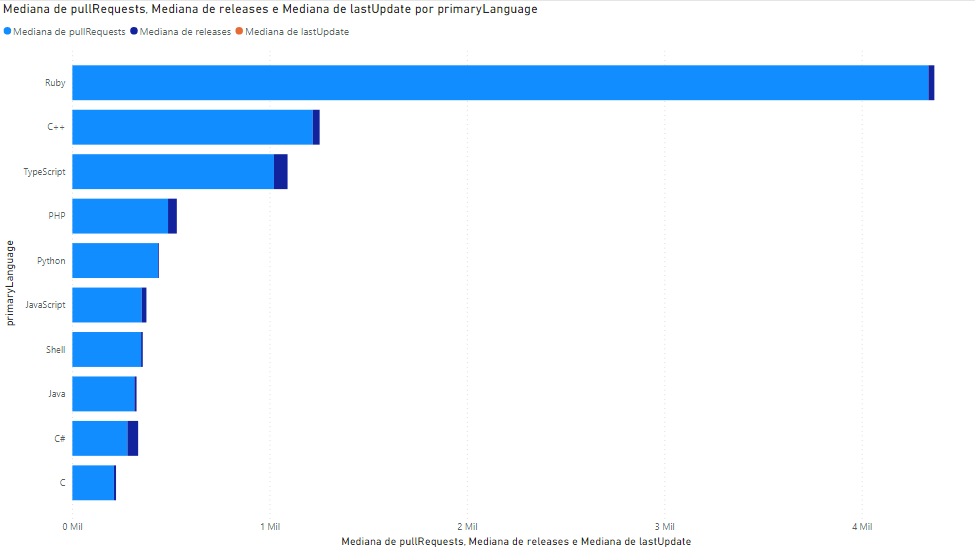 Mediana de pullRequests, Mediana de releases e Mediana de lastUpdate por primaryLanguage
Mediana de pullRequests Mediana de releases Mediana de lastUpdate
primaryLanguage
Ruby
C++
TypeScript
PHP
Python
JavaScript
Shell
Java
C#
C
0 Mil 1 Mil 2 Mil 3 Mil 4 Mil
Mediana de pullRequests, Mediana de releases e Mediana de lastUpdate